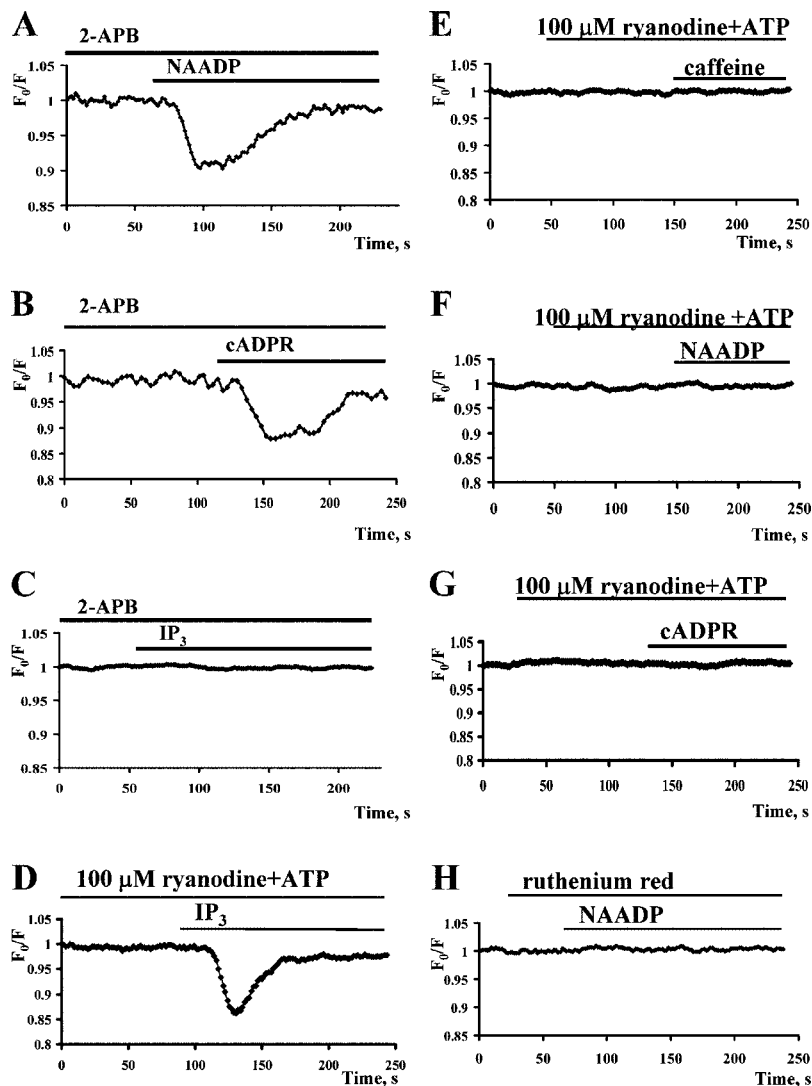 A
2-APB
NAADP
1.05
1
0.95
0.9
0.85
F₀/F
0 50 100 150 200
Time, s
B
2-APB
cADPR
1.05
1
0.95
0.9
0.85
0.8
F₀/F
0 50 100 150 200 250
Time, s
C
2-APB
IP₃
1.05
1
0.95
0.9
0.85
F₀/F
0 50 100 150 200
Time, s
D
100 µM ryanodine+ATP
IP₃
1.05
1
0.95
0.9
0.85
0.8
F₀/F
0 50 100 150 200 250
Time, s
E
100 µM ryanodine+ATP
caffeine
1.05
1
0.95
0.9
0.85
0.8
F₀/F
0 50 100 150 200 250
Time, s
F
100 µM ryanodine +ATP
NAADP
1.05
1
0.95
0.9
0.85
0.8
F₀/F
0 50 100 150 200 250
Time, s
G
100 µM ryanodine+ATP
cADPR
1.05
1
0.95
0.9
0.85
0.8
F₀/F
0 50 100 150 200 250
Time, s
H
ruthenium red
NAADP
1.05
1
0.95
0.9
0.85
F₀/F
0 50 100 150 200 250
Time, s